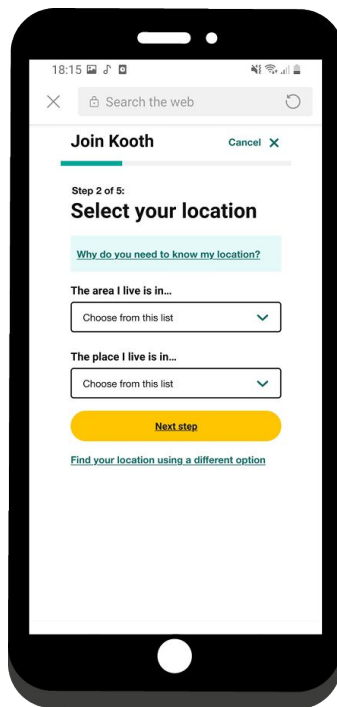 18:15
Search the web
Join Kooth
Cancel X
Step 2 of 5:
Select your location
Why do you need to know my location?
The area I live is in...
Choose from this list
The place I live is in...
Choose from this list
Next step
Find your location using a different option